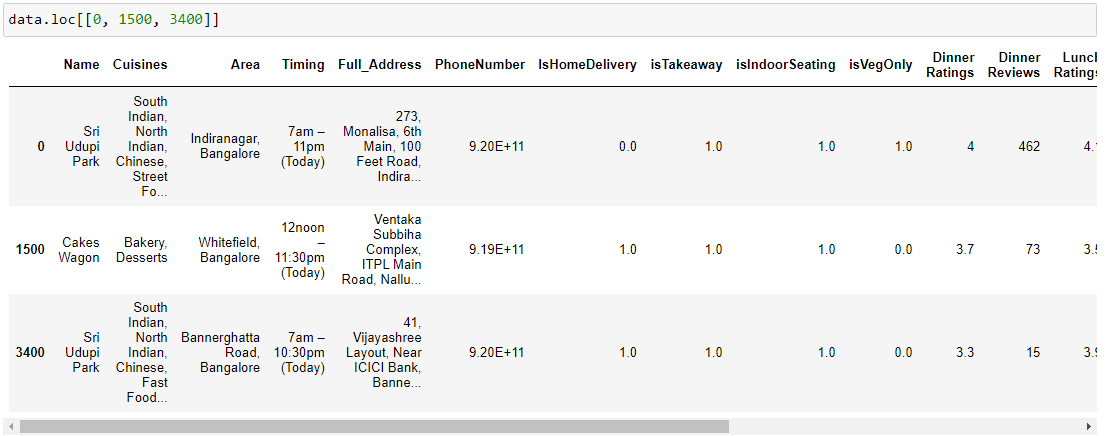 data.loc[[0, 1500, 3400]]
Name Cuisines Area Timing Full_Address PhoneNumber IsHomeDelivery isTakeaway isIndoorSeating isVegOnly Dinner Ratings Dinner Reviews Lunch Ratings
0 Sri Udupi Park South Indian, North Indian, Chinese, Street Fo... Indiranagar, Bangalore 7am – 11pm (Today) 273, Monalisa, 6th Main, 100 Feet Road, Indira... 9.20E+11 0.0 1.0 1.0 1.0 4 462 4.
1500 Cakes Wagon Bakery, Desserts Whitefield, Bangalore 12noon – 11:30pm (Today) Ventaka Subbiha Complex, ITPL Main Road, Nallu... 9.19E+11 1.0 1.0 1.0 0.0 3.7 73 3.5
3400 Sri Udupi Park South Indian, North Indian, Chinese, Fast Food... Bannerghatta Road, Bangalore 7am – 10:30pm (Today) 41, Vijayashree Layout, Near ICICI Bank, Banne... 9.20E+11 1.0 1.0 1.0 0.0 3.3 15 3.9